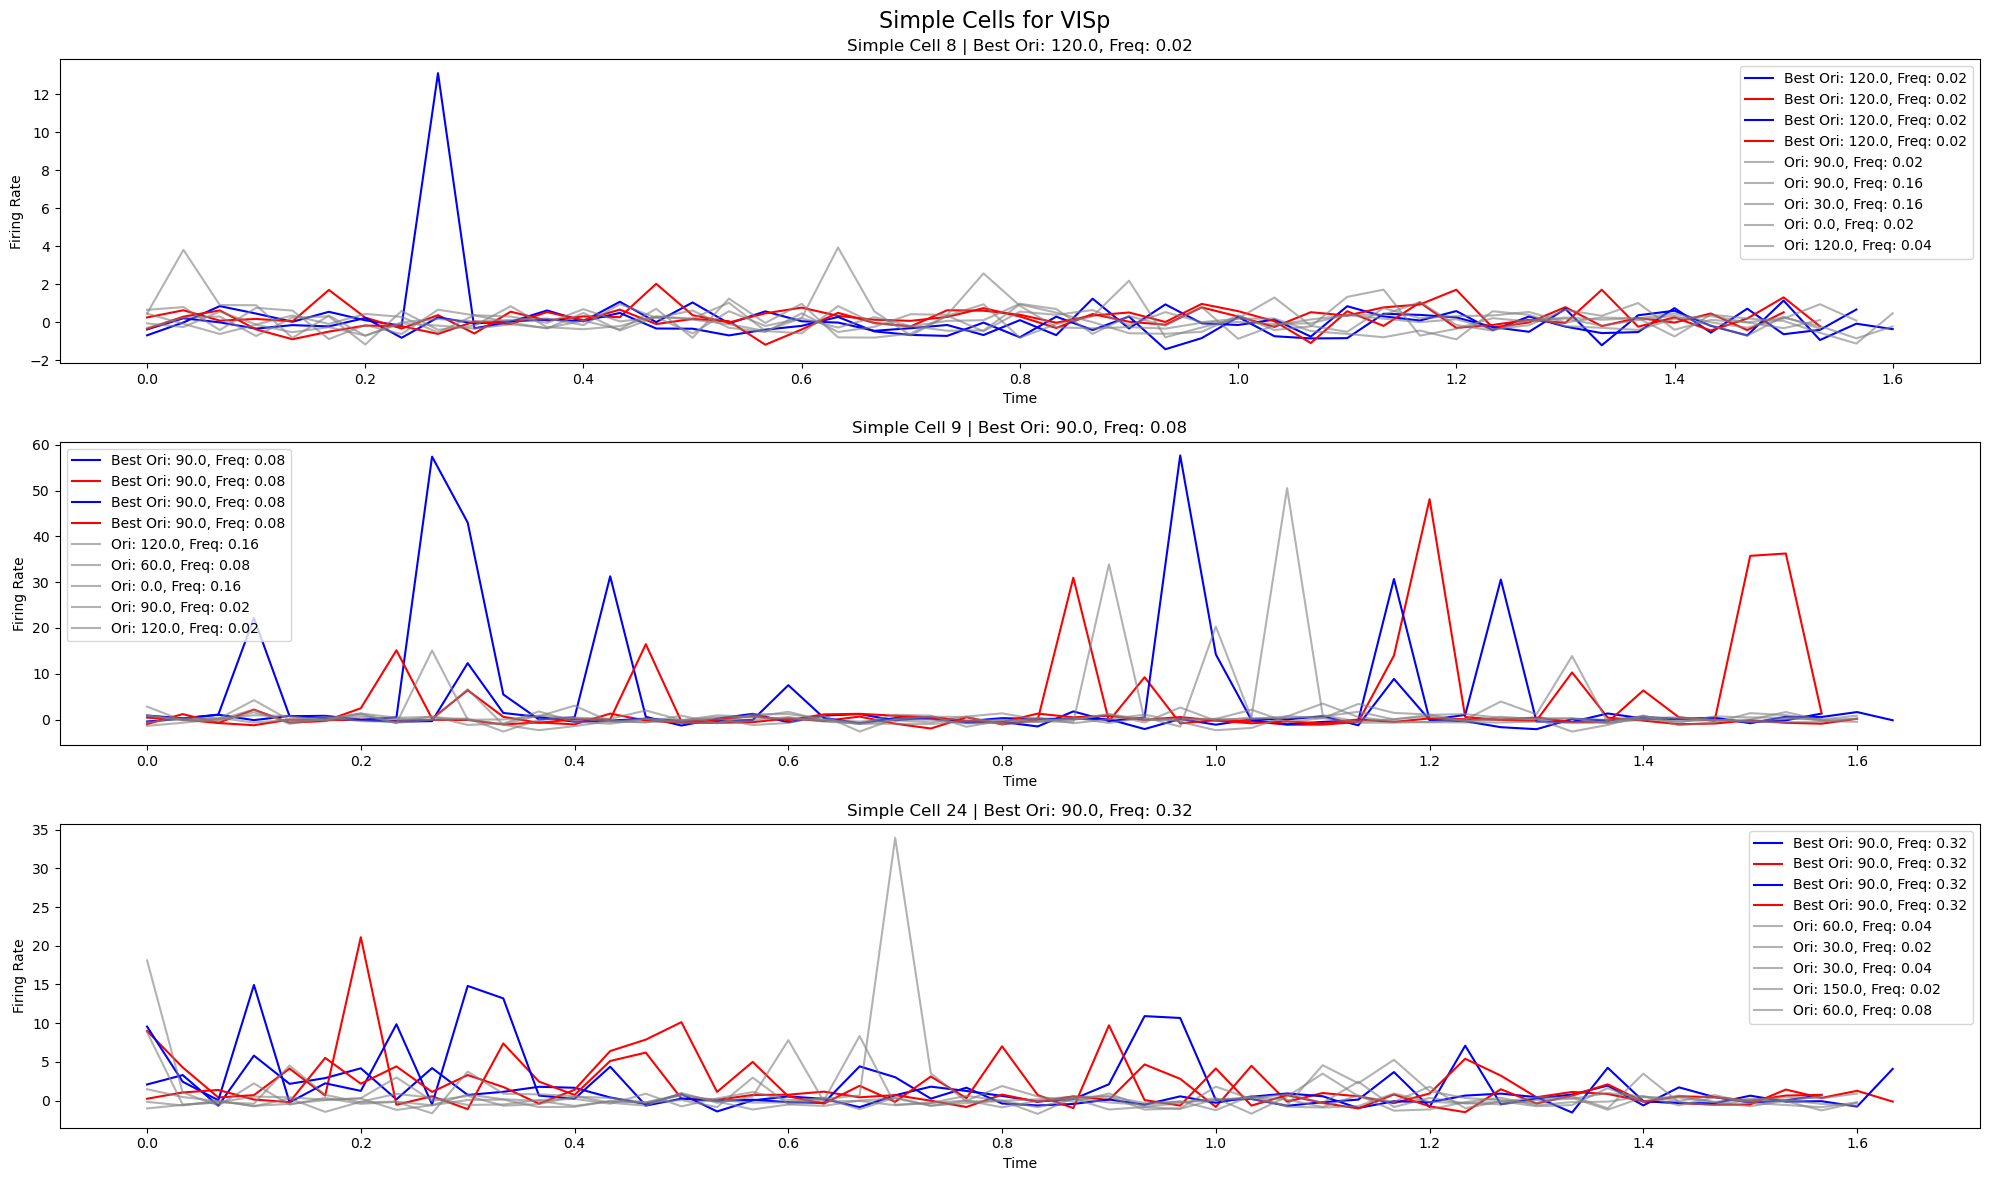 Simple Cells for VISp
Simple Cell 8 | Best Ori: 120.0, Freq: 0.02
Firing Rate
12
10
8
6
4
2
0
−2
Best Ori: 120.0, Freq: 0.02
Best Ori: 120.0, Freq: 0.02
Best Ori: 120.0, Freq: 0.02
Best Ori: 120.0, Freq: 0.02
Ori: 90.0, Freq: 0.02
Ori: 90.0, Freq: 0.16
Ori: 30.0, Freq: 0.16
Ori: 0.0, Freq: 0.02
Ori: 120.0, Freq: 0.04
0.0 0.2 0.4 0.6 0.8 1.0 1.2 1.4 1.6
Time
Simple Cell 9 | Best Ori: 90.0, Freq: 0.08
Firing Rate
60
50
40
30
20
10
0
Best Ori: 90.0, Freq: 0.08
Best Ori: 90.0, Freq: 0.08
Best Ori: 90.0, Freq: 0.08
Best Ori: 90.0, Freq: 0.08
Ori: 120.0, Freq: 0.16
Ori: 60.0, Freq: 0.08
Ori: 0.0, Freq: 0.16
Ori: 90.0, Freq: 0.02
Ori: 120.0, Freq: 0.02
0.0 0.2 0.4 0.6 0.8 1.0 1.2 1.4 1.6
Time
Simple Cell 24 | Best Ori: 90.0, Freq: 0.32
Firing Rate
35
30
25
20
15
10
5
0
Best Ori: 90.0, Freq: 0.32
Best Ori: 90.0, Freq: 0.32
Best Ori: 90.0, Freq: 0.32
Best Ori: 90.0, Freq: 0.32
Ori: 60.0, Freq: 0.04
Ori: 30.0, Freq: 0.02
Ori: 30.0, Freq: 0.04
Ori: 150.0, Freq: 0.02
Ori: 60.0, Freq: 0.08
0.0 0.2 0.4 0.6 0.8 1.0 1.2 1.4 1.6
Time